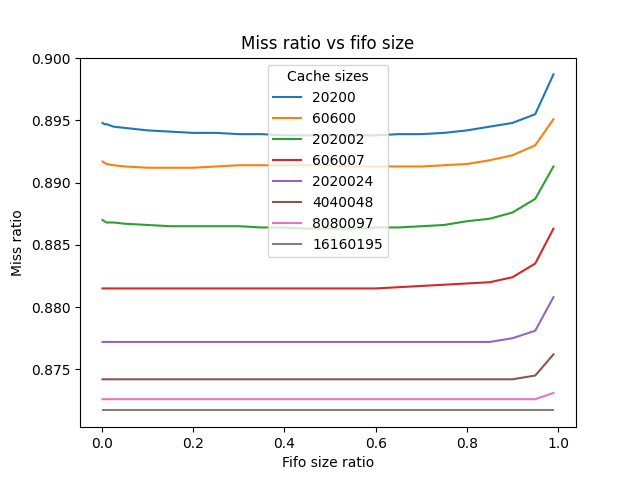 Miss ratio vs fifo size
Miss ratio
0.900
0.895
0.890
0.885
0.880
0.875
Cache sizes
20200
60600
202002
606007
2020024
4040048
8080097
16160195
0.0 0.2 0.4 0.6 0.8 1.0
Fifo size ratio